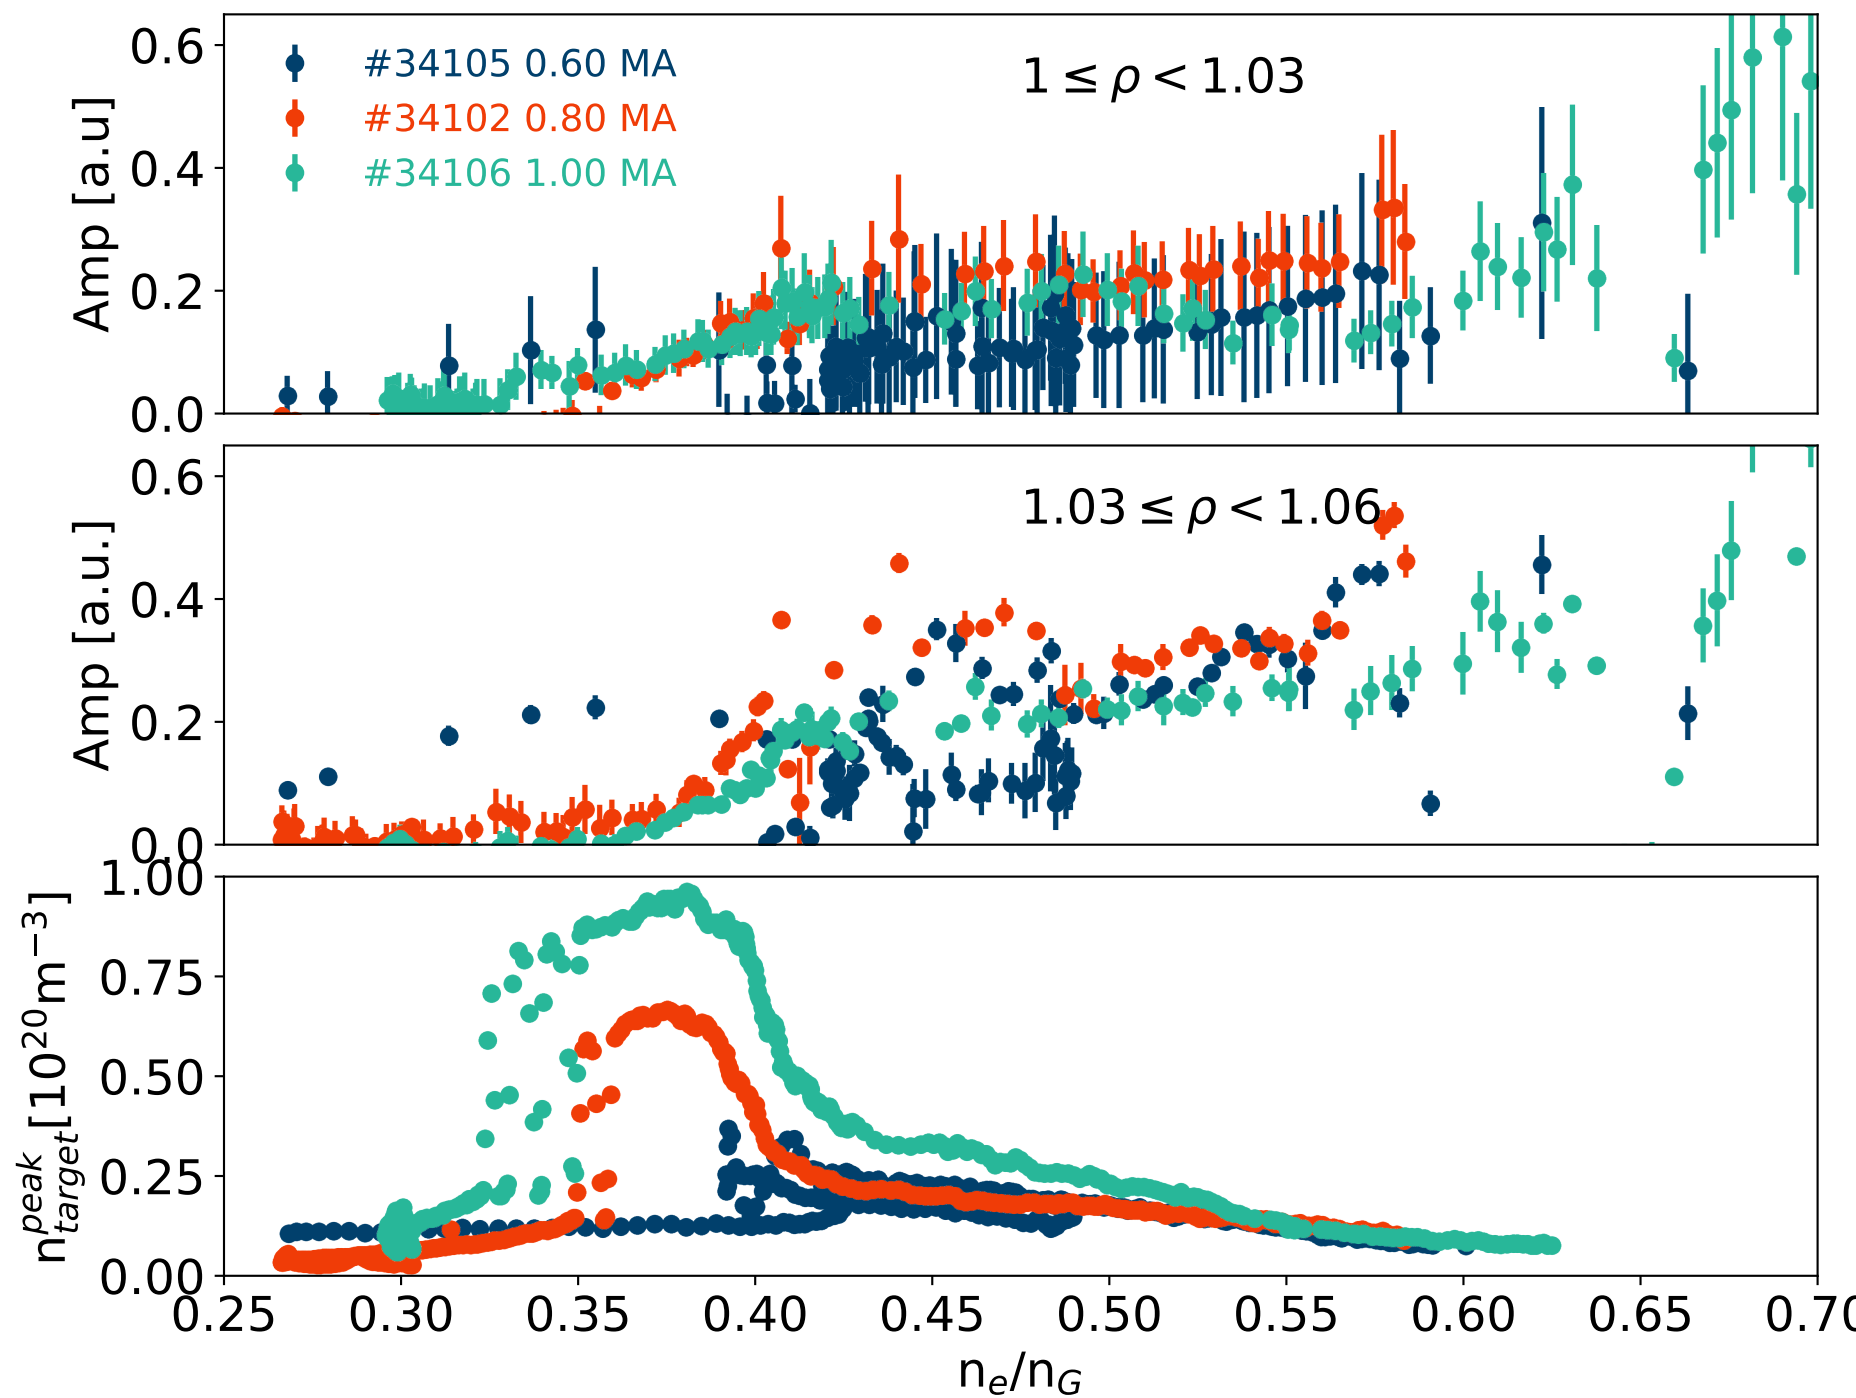 0.6
0.4
0.2
0.0
Amp [a.u]
#34105 0.60 MA
#34102 0.80 MA
#34106 1.00 MA
1 ≤ ρ < 1.03
0.6
0.4
0.2
0.0
Amp [a.u.]
1.03 ≤ ρ < 1.06
1.00
0.75
0.50
0.25
0.00
n_{target}^{peak}[10^{20}m^{-3}]
0.25 0.30 0.35 0.40 0.45 0.50 0.55 0.60 0.65 0.70
n_e/n_G